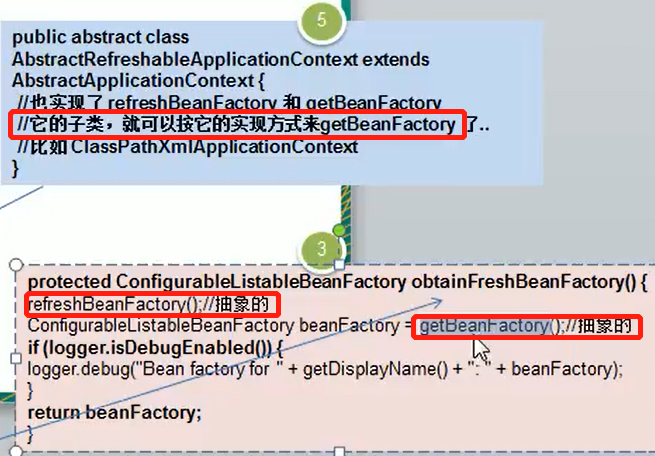 5
public abstract class
AbstractRefreshableApplicationContext extends
AbstractApplicationContext {
//也实现了 refreshBeanFactory 和 getBeanFactory
//它的子类，就可以按它的实现方式来getBeanFactory 了..
//比如 ClassPathXmlApplicationContext
}
3
protected ConfigurableListableBeanFactory obtainFreshBeanFactory() {
refreshBeanFactory();//抽象的
ConfigurableListableBeanFactory beanFactory = getBeanFactory();//抽象的
if (logger.isDebugEnabled()) {
logger.debug("Bean factory for " + getDisplayName() + ": " + beanFactory);
}
return beanFactory;
}